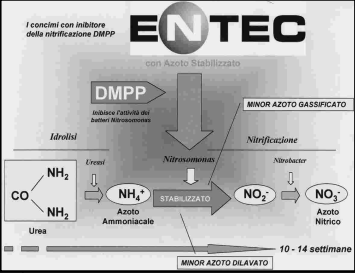 I concimi con inibitore
della nitrificazione DMPP
ENTEC
con Azoto Stabilizzato
DMPP
Inibisce l'attività dei
batteri Nitrosomonas
MINOR AZOTO GASSIFICATO
Idrolisi
Nitrificazione
Ureasi
Nitrosomonas
Nitrobacter
NH2
CO
NH2
NH4+
STABILIZZATO
NO2-
NO3-
Urea
Azoto
Ammoniacale
Azoto
Nitrico
10 - 14 settimane
MINOR AZOTO DILAVATO